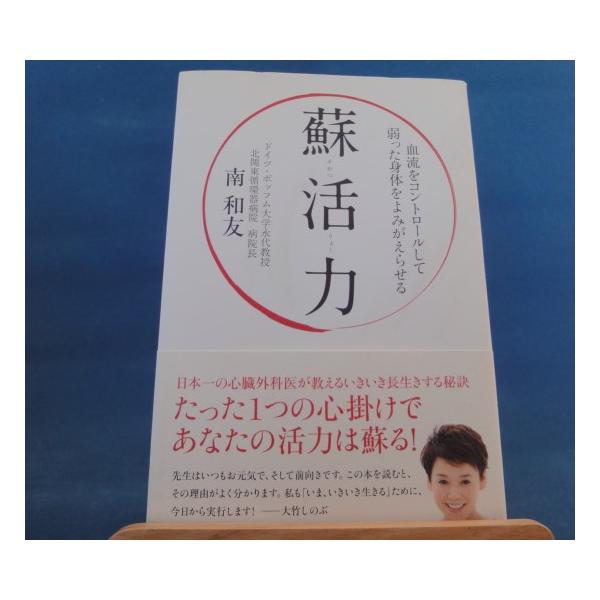 血流をコントロールして
弱った身体をよみがえらせる
蘇活力
そかつ
りょく
ドイツ・ボッフム大学永代教授
北関東循環器病院 病院長
南 和友
日本一の心臓外科医が教えるいきいき長生きする秘訣
たった1つの心掛けで
あなたの活力は蘇る!
先生はいつもお元気で、そして前向きです。この本を読むと、
その理由がよく分かります。私も「いま、いきいき生きる」ために、
今日から実行します! ——大竹しのぶ